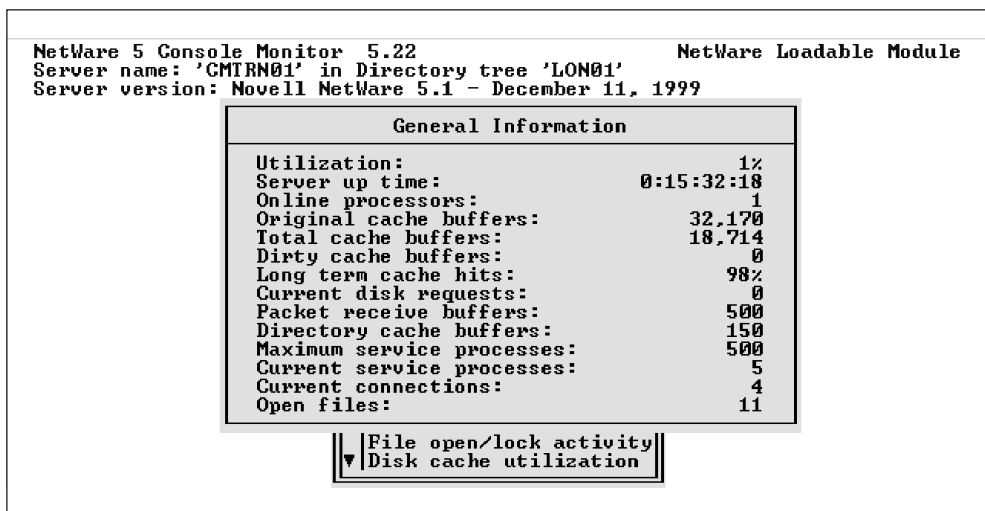 NetWare 5 Console Monitor 5.22 NetWare Loadable Module
Server name: 'CMTRN01' in Directory tree 'LON01'
Server version: Novell NetWare 5.1 - December 11, 1999
General Information
Utilization: 1%
Server up time: 0:15:32:18
Online processors: 1
Original cache buffers: 32,170
Total cache buffers: 18,714
Dirty cache buffers: 0
Long term cache hits: 98%
Current disk requests: 0
Packet receive buffers: 500
Directory cache buffers: 150
Maximum service processes: 500
Current service processes: 5
Current connections: 4
Open files: 11
File open/lock activity
Disk cache utilization